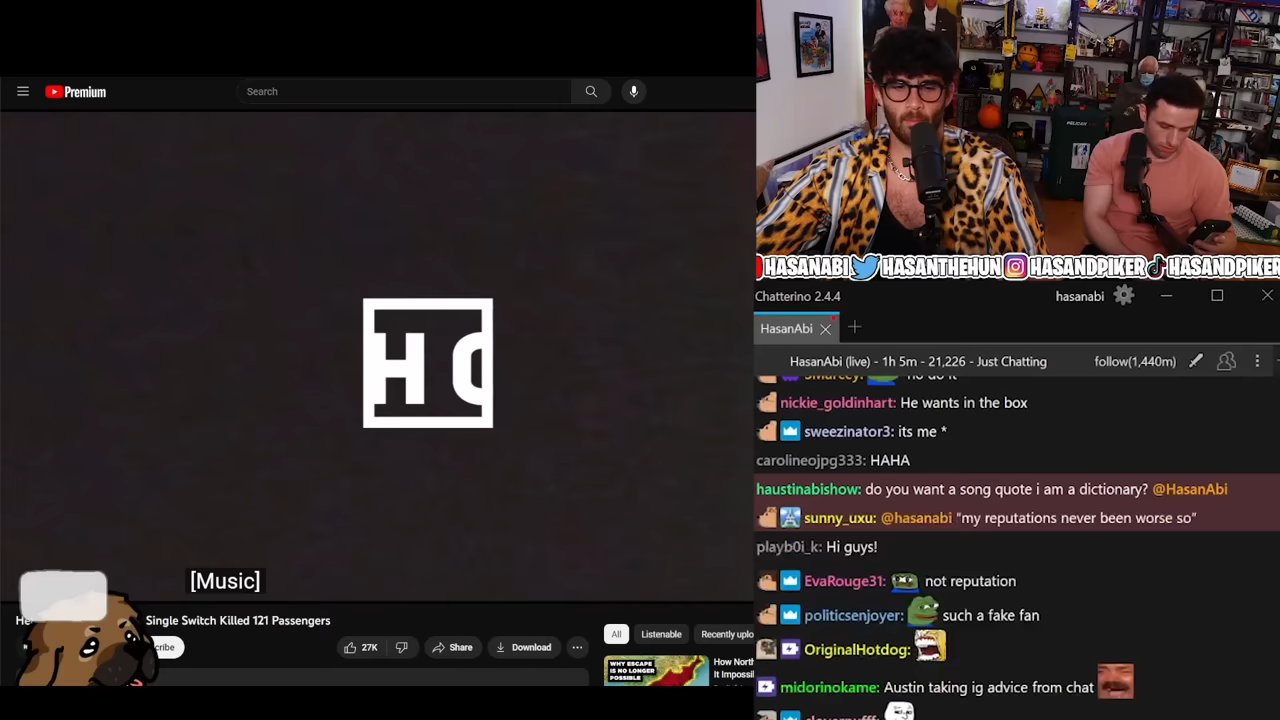 Premium
Search
H
[Music]
Single Switch Killed 121 Passengers
27K
Share
Download
All
Listenable
Recently uplo
WHY ESCAPE
IS NO LONGER
POSSIBLE
How Nort
It Impossi
PELICAN
HASANABI HASANTHEHUN HASANDPIKER HASANDPIKER
Chatterino 2.4.4
hasanabi
HasanAbi
HasanAbi (live) - 1h 5m - 21,226 - Just Chatting
follow(1,440m)
nickie_goldinhart: He wants in the box
sweezinator3: its me *
carolineojpg333: HAHA
haustinabishow: do you want a song quote i am a dictionary? @HasanAbi
sunny_uxu: @hasanabi "my reputations never been worse so"
playb0i_k: Hi guys!
EvaRouge31: not reputation
politicsenjoyer: such a fake fan
OriginalHotdog:
midorinokame: Austin taking ig advice from chat